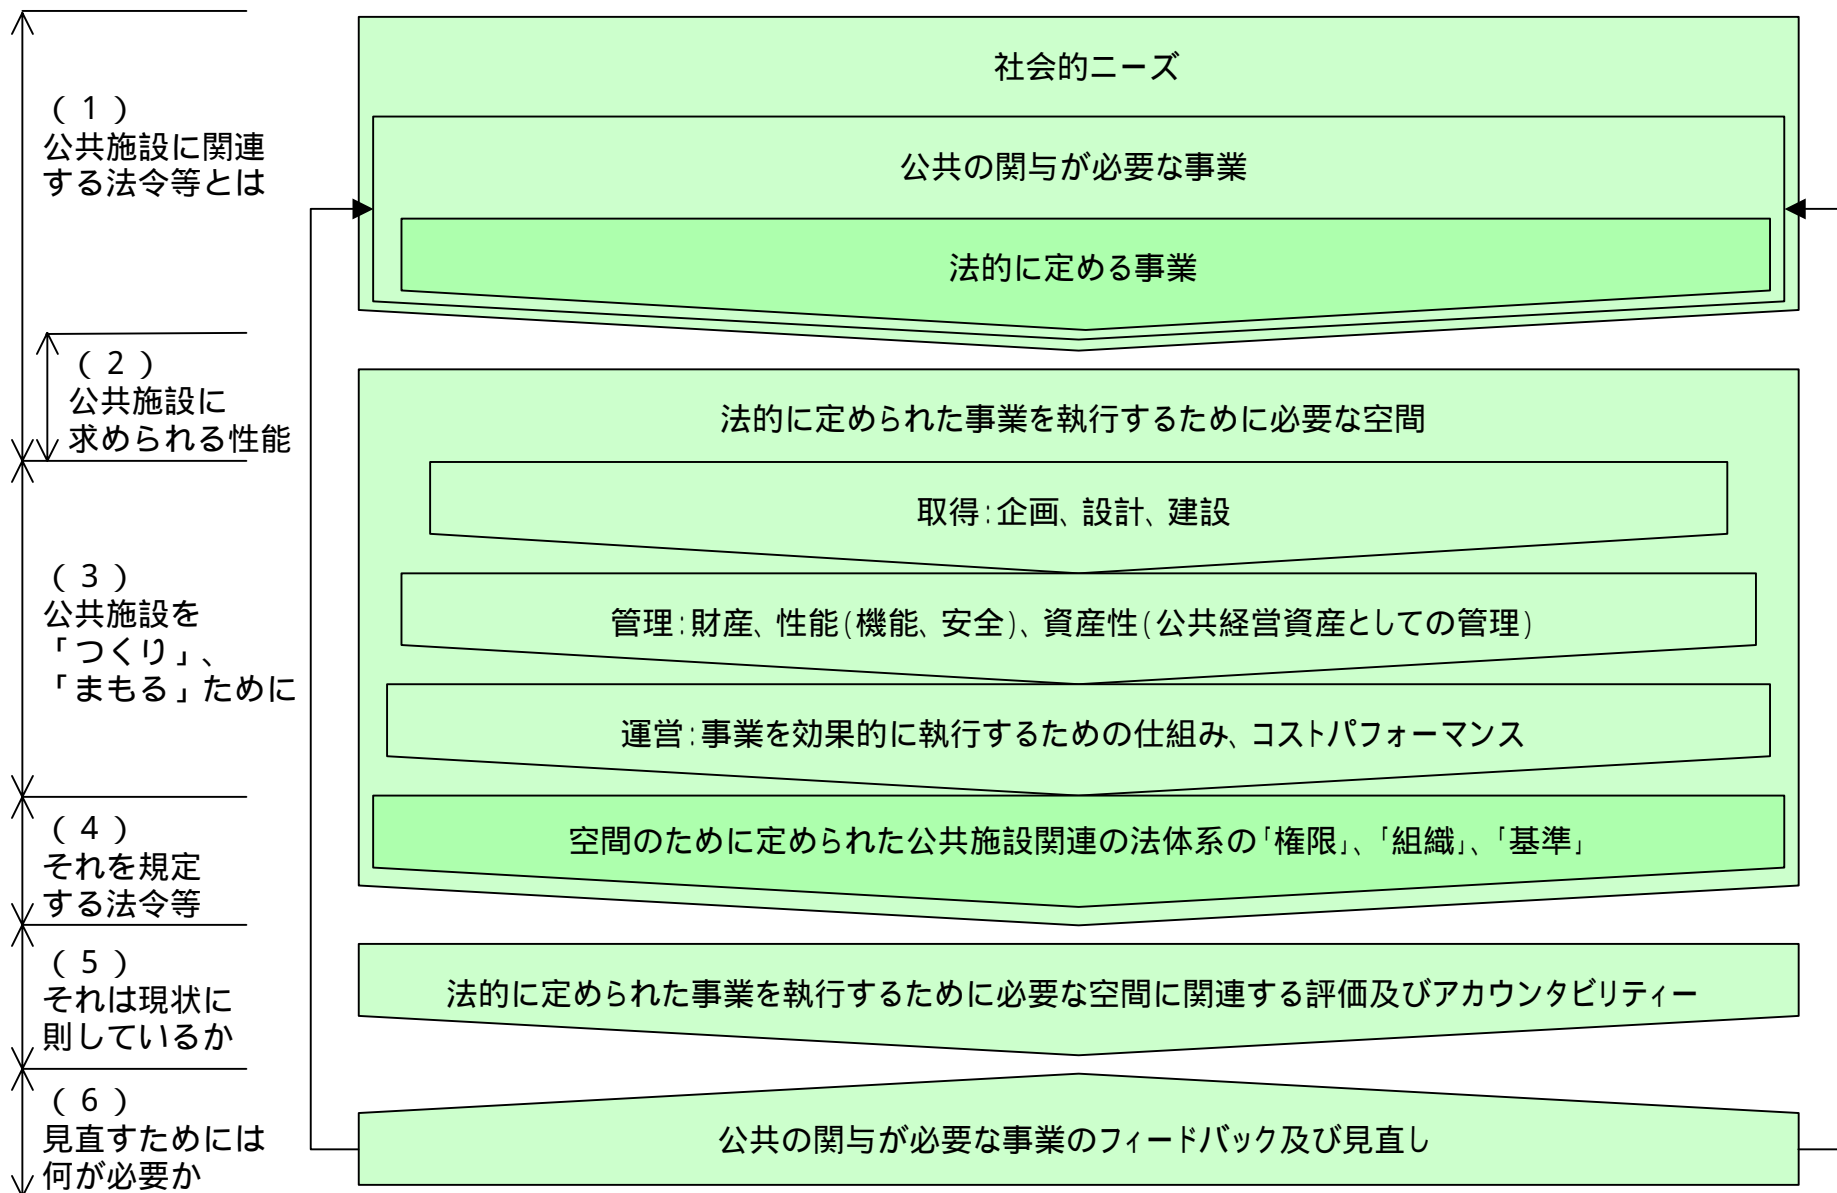 (1)
公共施設に関連
する法令等とは
(2)
公共施設に
求められる性能
(3)
公共施設を
「つくり」、
「まもる」ために
(4)
それを規定
する法令等
(5)
それは現状に
則しているか
(6)
見直すためには
何が必要か
社会的ニーズ
公共の関与が必要な事業
法的に定める事業
法的に定められた事業を執行するために必要な空間
取得:企画、設計、建設
管理:財産、性能(機能、安全)、資産性(公共経営資産としての管理)
運営:事業を効果的に執行するための仕組み、コストパフォーマンス
空間のために定められた公共施設関連の法体系の「権限」、「組織」、「基準」
法的に定められた事業を執行するために必要な空間に関連する評価及びアカウンタビリティー
公共の関与が必要な事業のフィードバック及び見直し